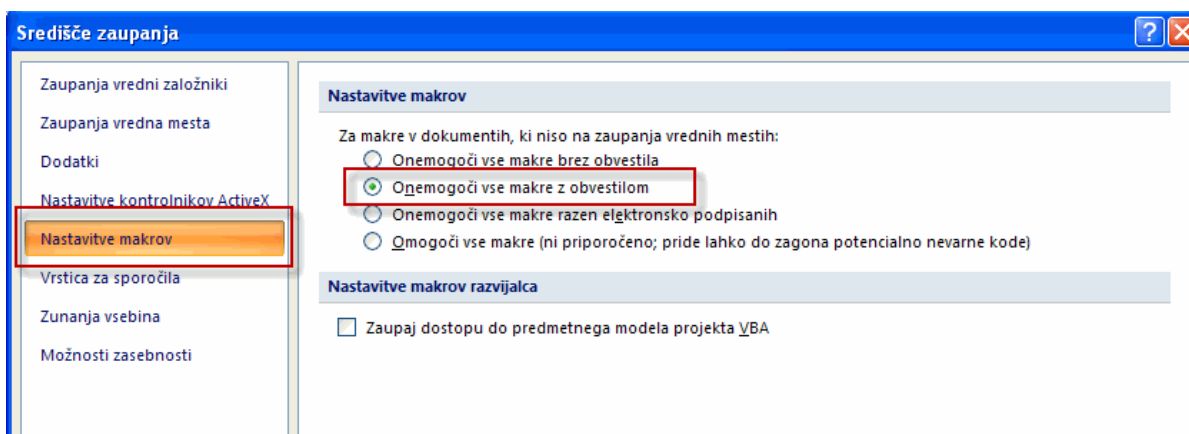 Središče zaupanja
Zaupanja vredni založniki
Zaupanja vredna mesta
Dodatki
Nastavitve kontrolnikov ActiveX
Nastavitve makrov
Vrstica za sporočila
Zunanja vsebina
Možnosti zasebnosti
Nastavitve makrov
Za makre v dokumentih, ki niso na zaupanja vrednih mestih:
Onemogoči vse makre brez obvestila
Onemogoči vse makre z obvestilom
Onemogoči vse makre razen elektronsko podpisanih
Omogoči vse makre (ni priporočeno; pride lahko do zagona potencialno nevarne kode)
Nastavitve makrov razvijalca
Zaupaj dostopu do predmetnega modela projekta VBA